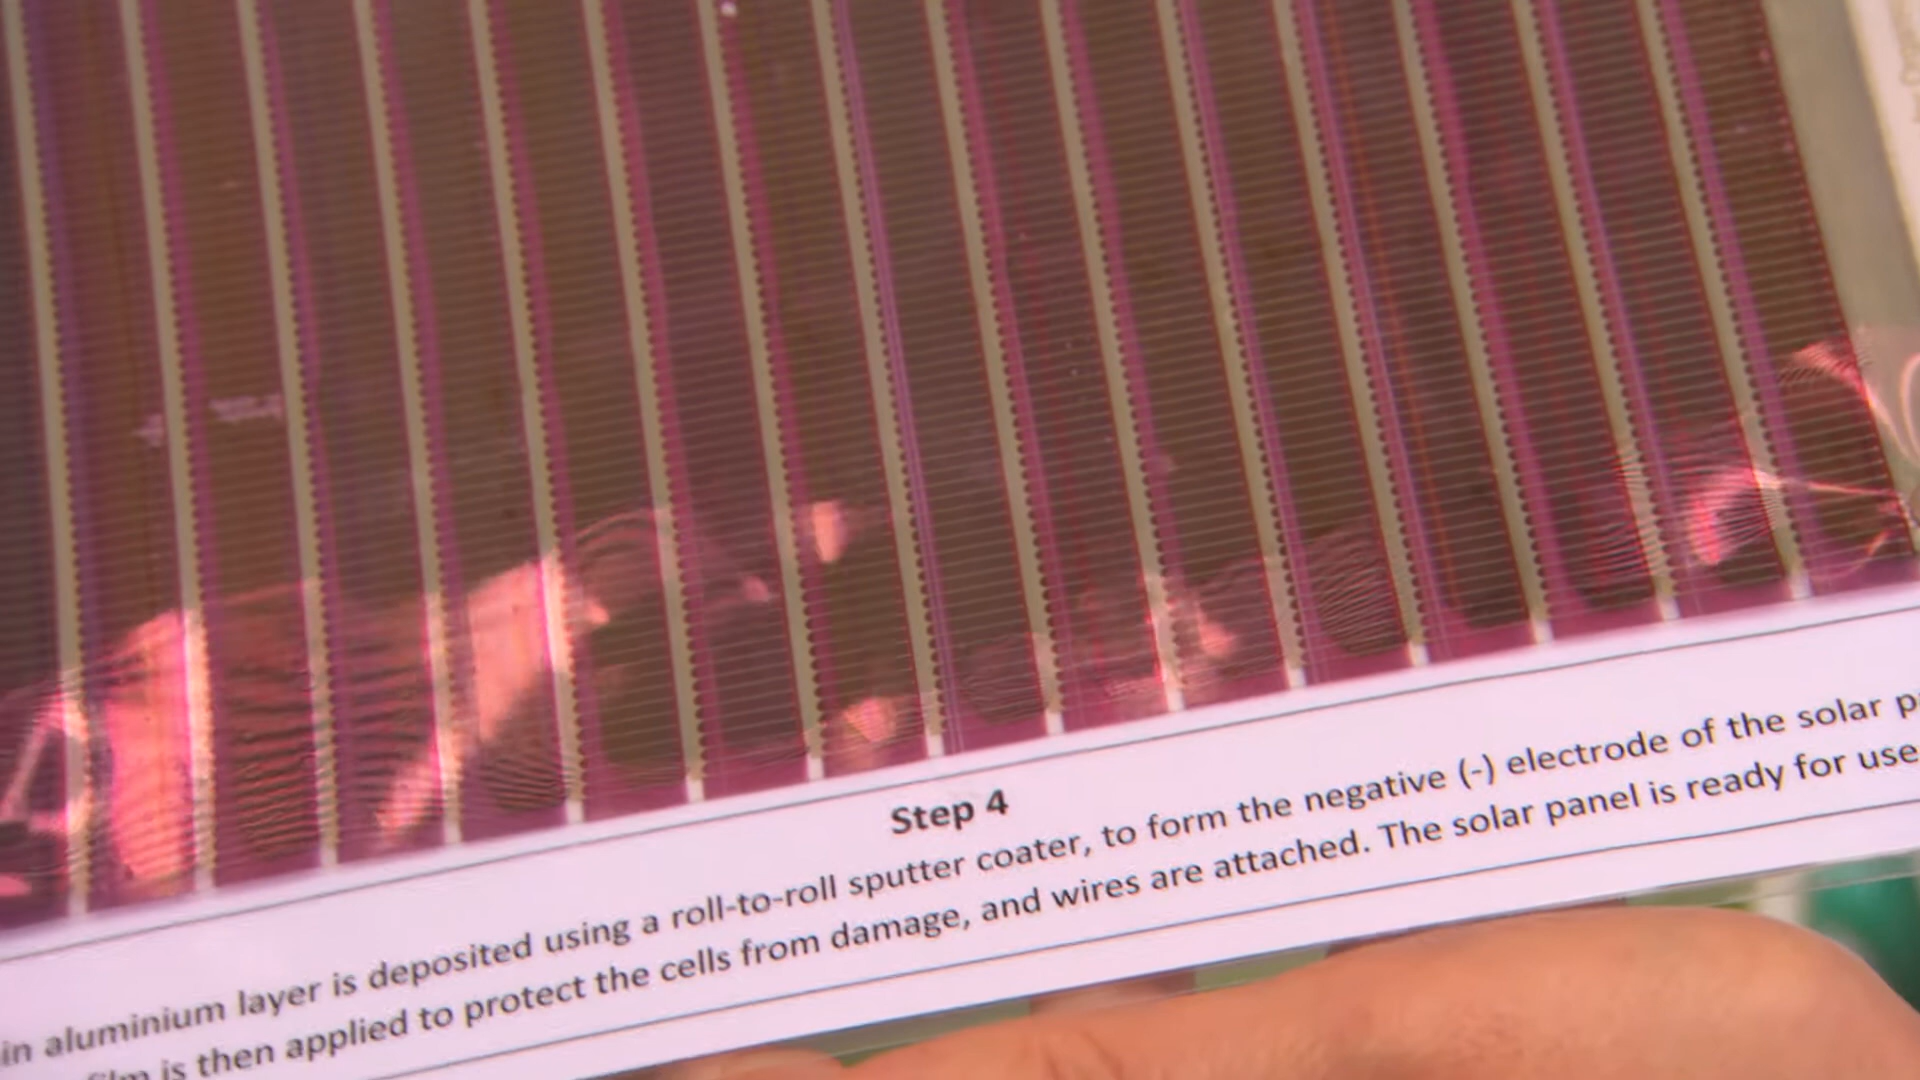 Step 4
in aluminium layer is deposited using a roll-to-roll sputter coater, to form the negative (-) electrode of the solar p
is then applied to protect the cells from damage, and wires are attached. The solar panel is ready for use